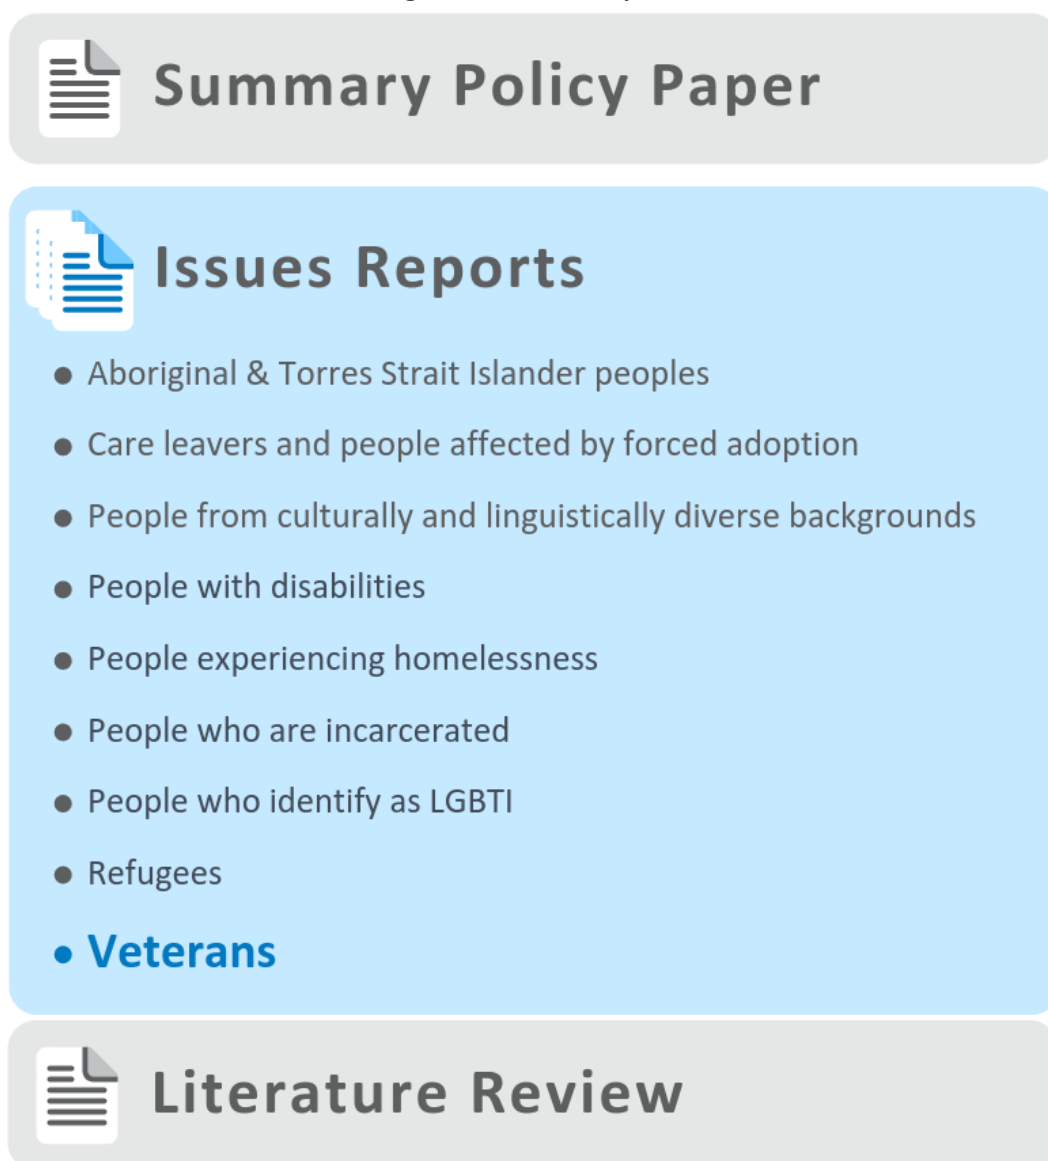 Summary Policy Paper
Issues Reports
• Aboriginal & Torres Strait Islander peoples
• Care leavers and people affected by forced adoption
• People from culturally and linguistically diverse backgrounds
• People with disabilities
• People experiencing homelessness
• People who are incarcerated
• People who identify as LGBTI
• Refugees
• Veterans
Literature Review